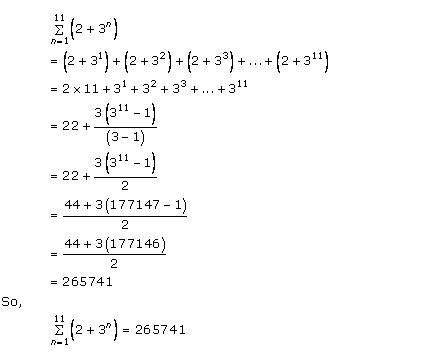 11
Σ (2 + 3ⁿ)
n=1
= (2 + 3¹) + (2 + 3²) + (2 + 3³) + ... + (2 + 3¹¹)
= 2 × 11 + 3¹ + 3² + 3³ + ... + 3¹¹
= 22 + 3(3¹¹ − 1) / (3 − 1)
= 22 + 3(3¹¹ − 1) / 2
= 44 + 3(177147 − 1) / 2
= 44 + 3(177146) / 2
= 265741
So,
11
Σ (2 + 3ⁿ) = 265741
n=1